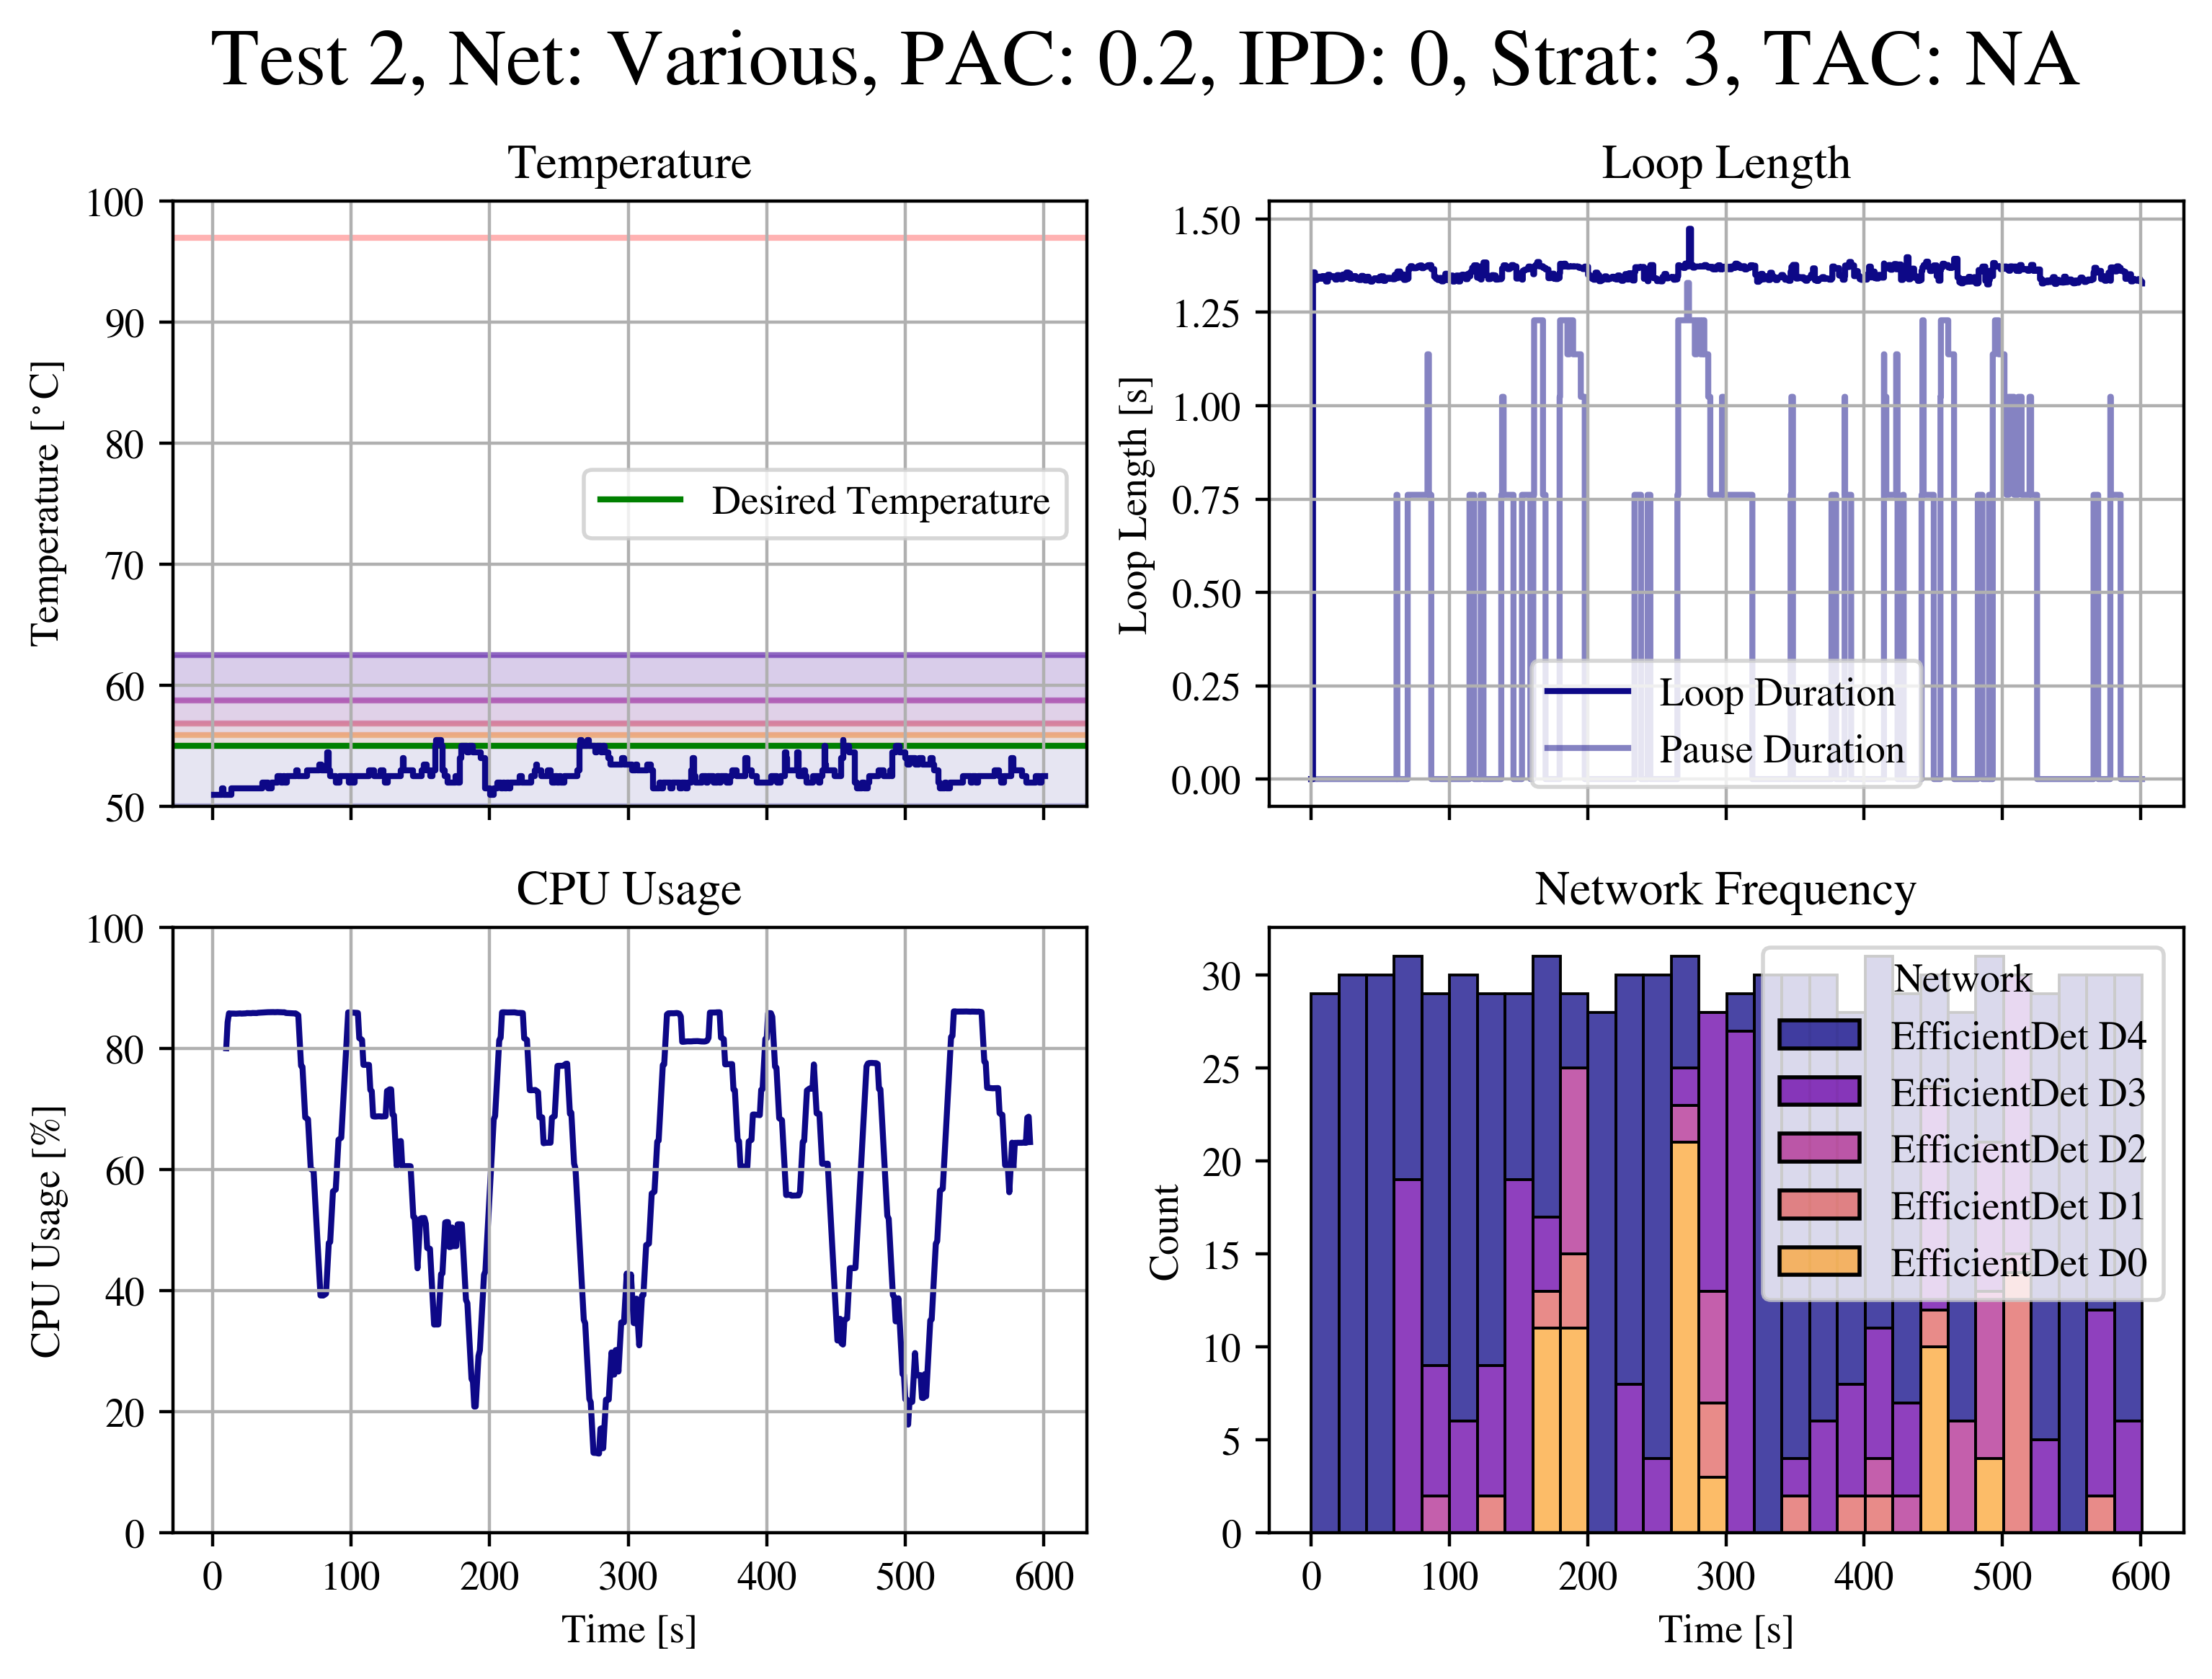 Test 2, Net: Various, PAC: 0.2, IPD: 0, Strat: 3, TAC: NA
Temperature
100
90
80
70
60
50
Temperature [°C]
Desired Temperature
Loop Length
1.50
1.25
1.00
0.75
0.50
0.25
0.00
Loop Length [s]
Loop Duration
Pause Duration
CPU Usage
100
80
60
40
20
0
CPU Usage [%]
0 100 200 300 400 500 600
Time [s]
Network Frequency
30
25
20
15
10
5
0
Count
Network
EfficientDet D4
EfficientDet D3
EfficientDet D2
EfficientDet D1
EfficientDet D0
0 100 200 300 400 500 600
Time [s]